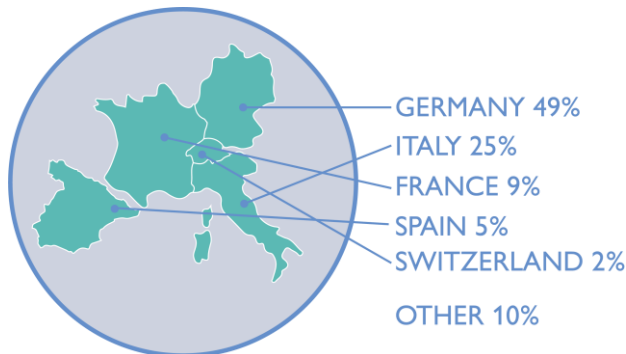 GERMANY 49%
ITALY 25%
FRANCE 9%
SPAIN 5%
SWITZERLAND 2%
OTHER 10%